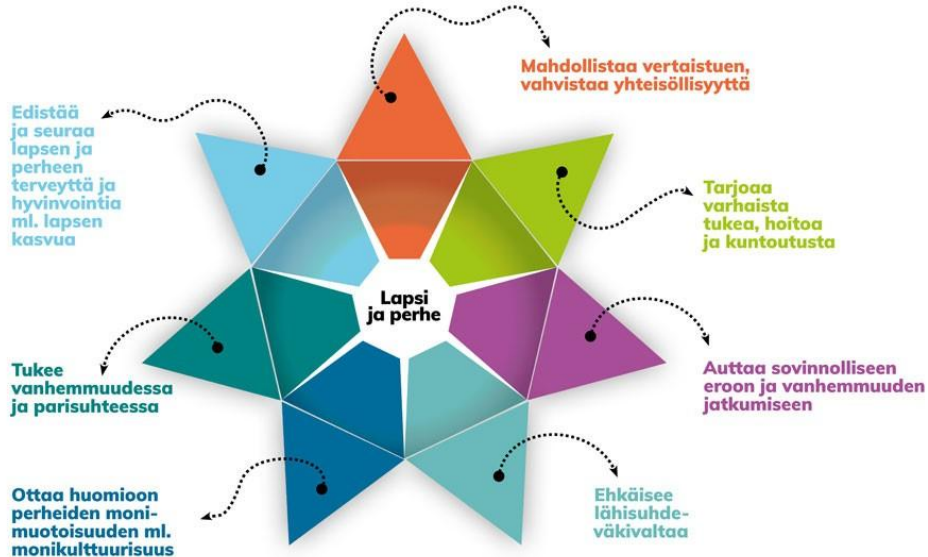 Mahdollistaa vertaistuen,
vahvistaa yhteisöllisyyttä
Edistää
ja seuraa
lapsen ja
perheen
terveyttä ja
hyvinvointia
ml. lapsen
kasvua
Tarjoaa
varhaista
tukea, hoitoa
ja kuntoutusta
Lapsi
ja perhe
Tukee
vanhemmuudessa
ja parisuhteessa
Auttaa sovinnolliseen
eroon ja vanhemmuuden
jatkumiseen
Ottaa huomioon
perheiden moni-
muotoisuuden ml.
monikulttuurisuus
Ehkäisee
lähisuhde-
väkivaltaa